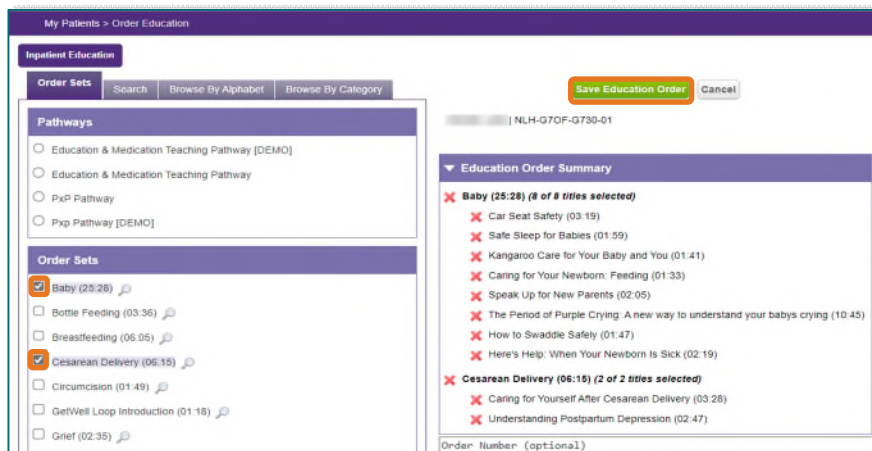 My Patients > Order Education
Inpatient Education
Order Sets
Search
Browse By Alphabet
Browse By Category
Pathways
Education & Medication Teaching Pathway [DEMO]
Education & Medication Teaching Pathway
PxP Pathway
Pxp Pathway [DEMO]
Order Sets
Baby (25:28)
Bottle Feeding (03:36)
Breastfeeding (06:05)
Cesarean Delivery (06:15)
Circumcision (01:49)
GetWell Loop Introduction (01:18)
Grief (02:35)
Save Education Order
Cancel
| NLH-G7OF-G730-01
Education Order Summary
Baby (25:28) (8 of 8 titles selected)
Car Seat Safety (03:19)
Safe Sleep for Babies (01:59)
Kangaroo Care for Your Baby and You (01:41)
Caring for Your Newborn: Feeding (01:33)
Speak Up for New Parents (02:05)
The Period of Purple Crying: A new way to understand your babys crying (10:45)
How to Swaddle Safely (01:47)
Here's Help: When Your Newborn Is Sick (02:19)
Cesarean Delivery (06:15) (2 of 2 titles selected)
Caring for Yourself After Cesarean Delivery (03:28)
Understanding Postpartum Depression (02:47)
Order Number (optional)